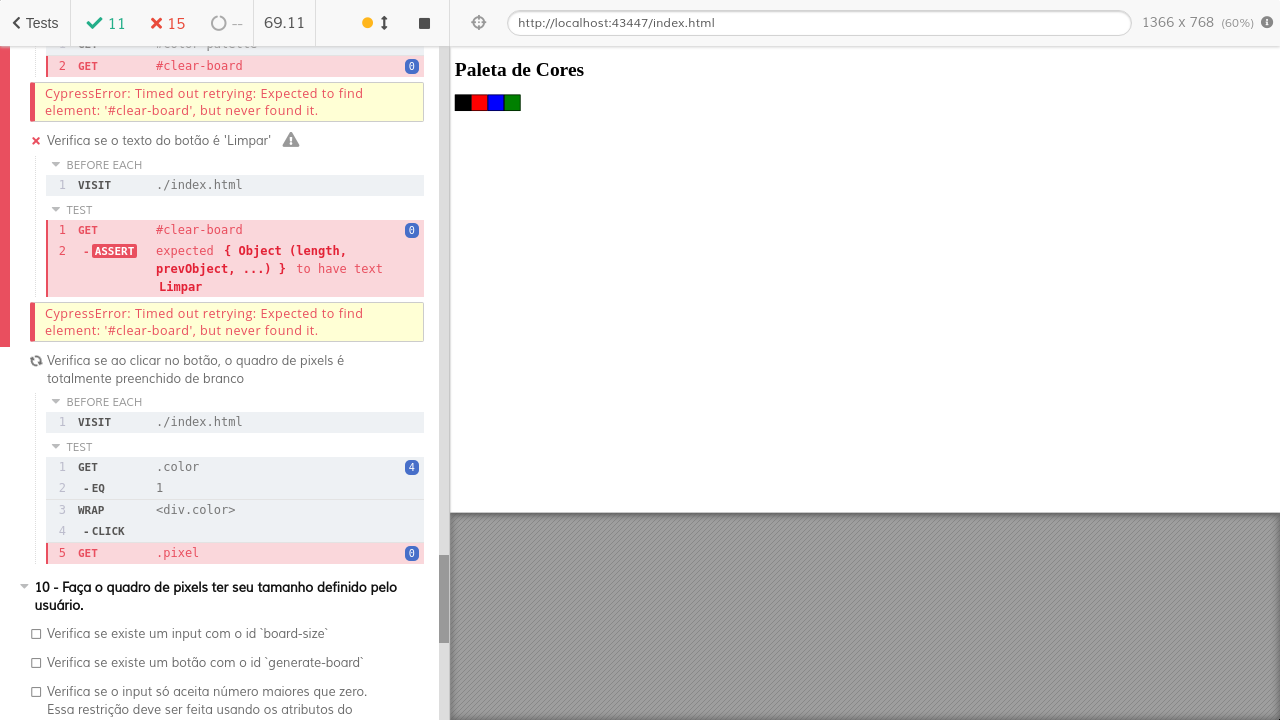 Tests 11 15 -- 69.11 http://localhost:43447/index.html 1366 x 768 (60%)
2 GET #clear-board 0
CypressError: Timed out retrying: Expected to find
element: '#clear-board', but never found it.
Verifica se o texto do botão é 'Limpar'
BEFORE EACH
1 VISIT ./index.html
TEST
1 GET #clear-board 0
2 -ASSERT expected { Object (length,
prevObject, ...) } to have text
Limpar
CypressError: Timed out retrying: Expected to find
element: '#clear-board', but never found it.
Verifica se ao clicar no botão, o quadro de pixels é
totalmente preenchido de branco
BEFORE EACH
1 VISIT ./index.html
TEST
1 GET .color 4
2 -EQ 1
3 WRAP <div.color>
4 -CLICK
5 GET .pixel 0
10 - Faça o quadro de pixels ter seu tamanho definido pelo
usuário.
Verifica se existe um input com o id `board-size`
Verifica se existe um botão com o id `generate-board`
Verifica se o input só aceita número maiores que zero.
Essa restrição deve ser feita usando os atributos do
Paleta de Cores